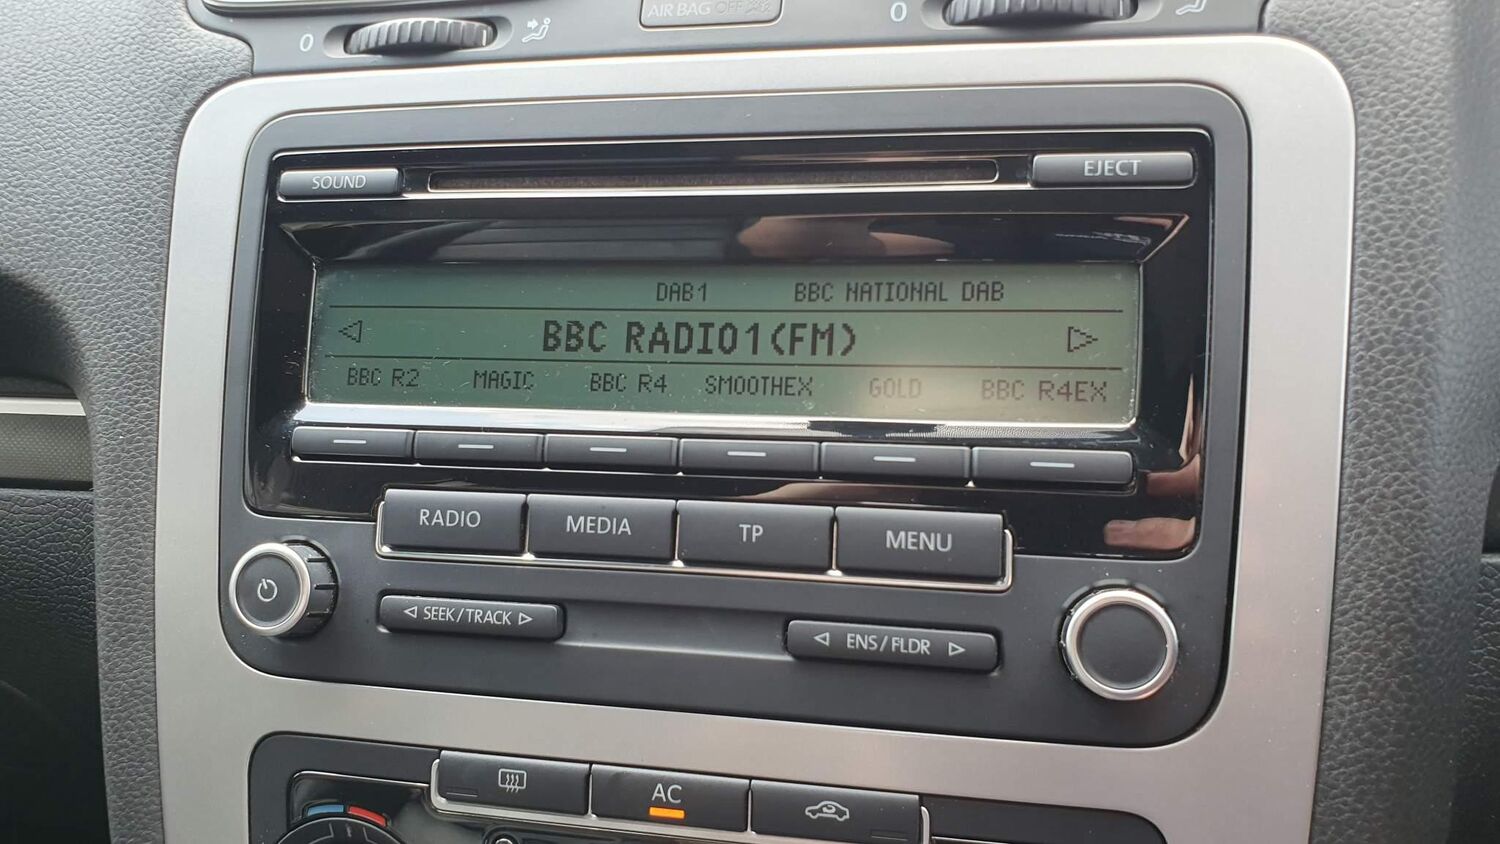 0
AIR BAG OFF
0
SOUND
EJECT
DAB1 BBC NATIONAL DAB
BBC RADIO1(FM)
BBC R2 MAGIC BBC R4 SMOOTHEX GOLD BBC R4EX
RADIO MEDIA TP MENU
SEEK/TRACK
ENS/FLDR
AC